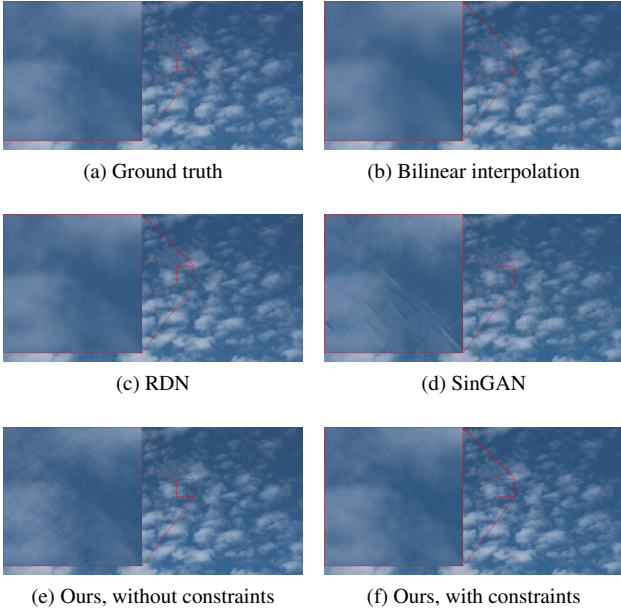 (a) Ground truth
(b) Bilinear interpolation
(c) RDN
(d) SinGAN
(e) Ours, without constraints
(f) Ours, with constraints